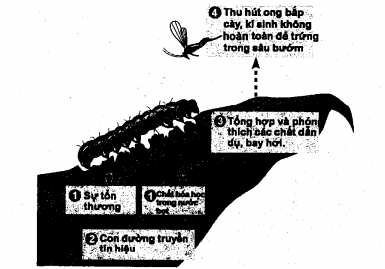 4 Thu hút ong bắp
cày, kí sinh không
hoàn toàn đẻ trứng
trong sâu bướm
3 Tổng hợp và phóng
thích các chất dẫn
dụ, bay hơi.
1 Sự tổn
thương
1 Chất hóa học
trong nước
bọt
2 Con đường truyền
tín hiệu